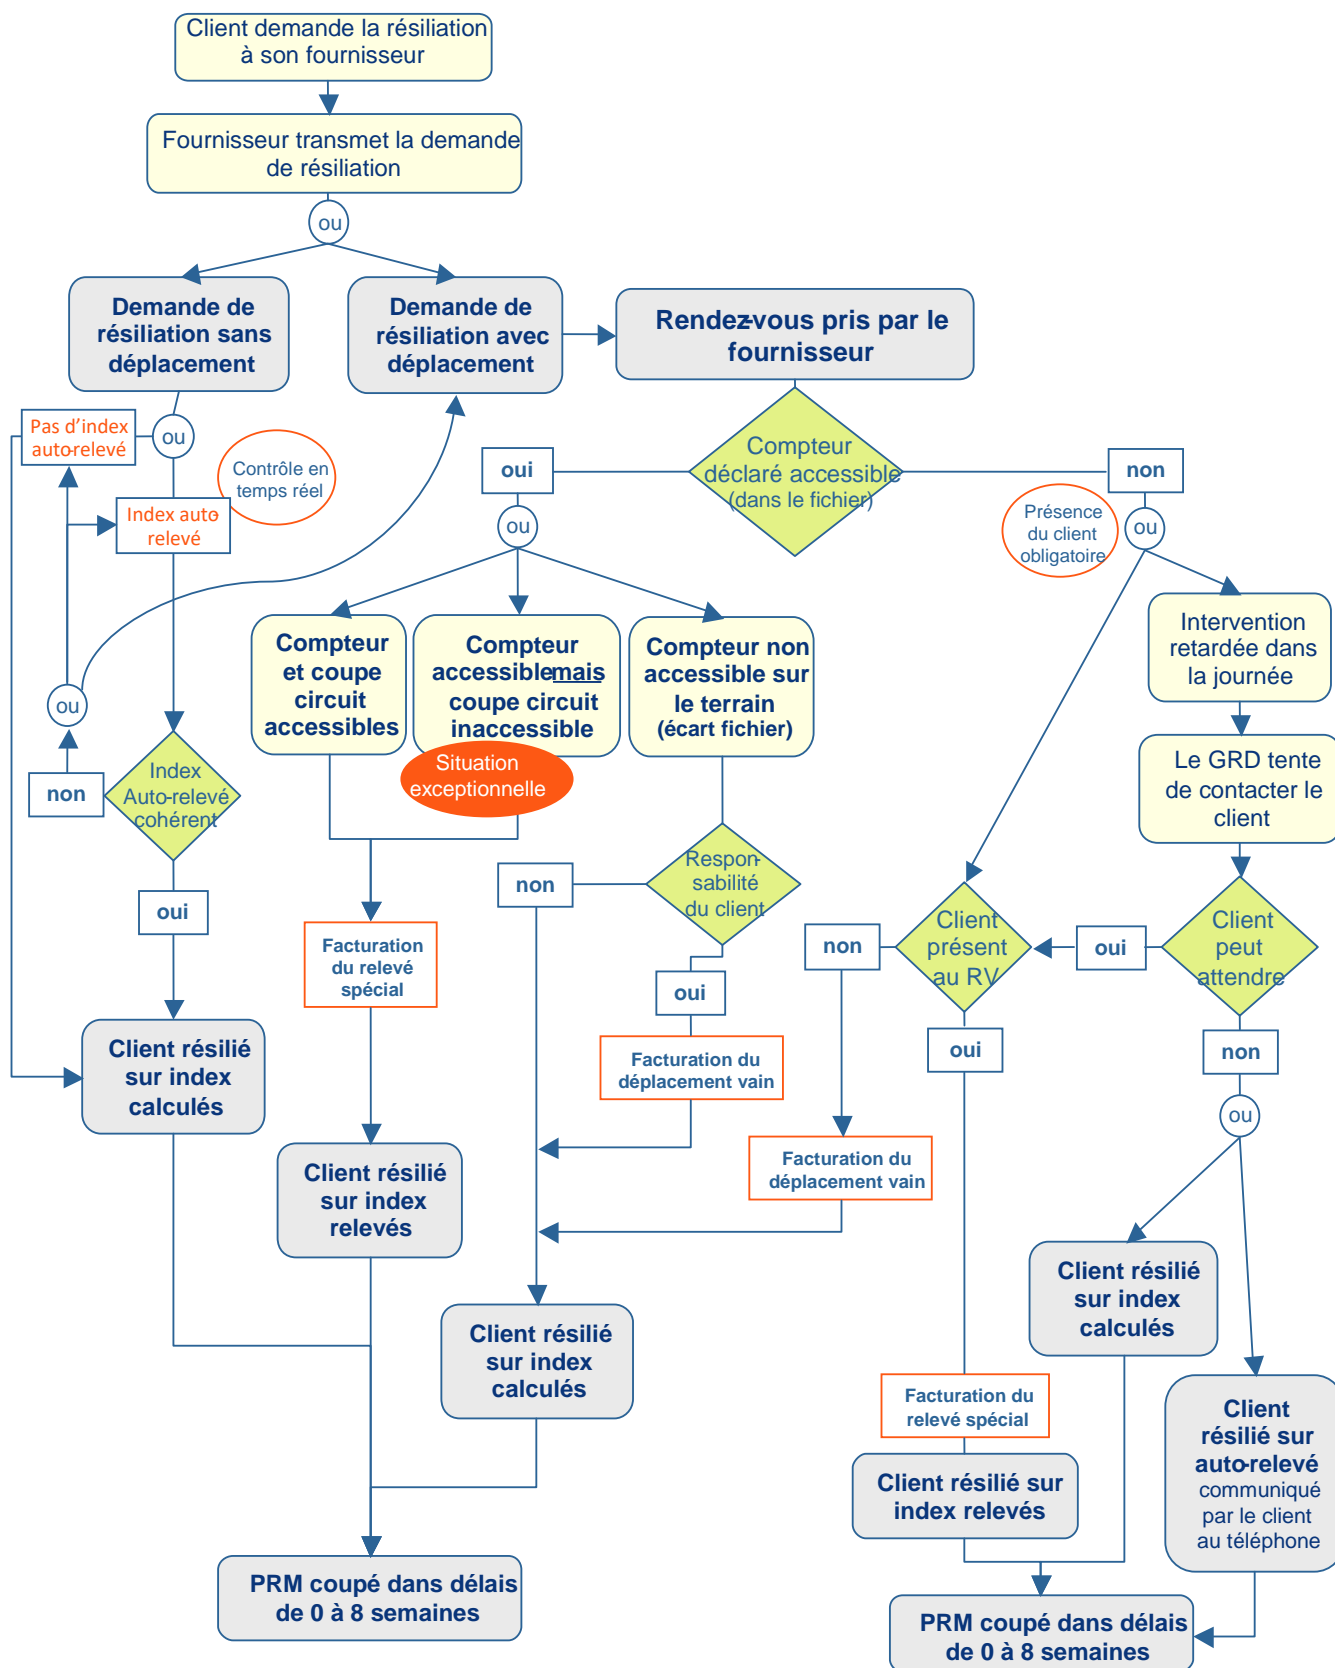 Client demande la résiliation
à son fournisseur
Fournisseur transmet la demande
de résiliation
ou
Demande de
résiliation sans
déplacement
Demande de
résiliation avec
déplacement
Rendez-vous pris par le
fournisseur
Pas d'index
auto-relevé
ou
Contrôle en
temps réel
Index auto-
relevé
oui
Compteur
déclaré accessible
(dans le fichier)
non
ou
Présence
du client
obligatoire
ou
Compteur
et coupe
circuit
accessibles
Compteur
accessible mais
coupe circuit
inaccessible
Situation
exceptionnelle
Compteur non
accessible sur
le terrain
(écart fichier)
Intervention
retardée dans
la journée
ou
non
Index
Auto-relevé
cohérent
Le GRD tente
de contacter le
client
oui
non
Respon-
sabilité
du client
non
Client
présent
au RV
oui
Client
peut
attendre
Facturation
du relevé
spécial
oui
oui
non
Client résilié
sur index
calculés
Facturation du
déplacement vain
ou
Client résilié
sur index
relevés
Facturation du
déplacement vain
Client résilié
sur index
calculés
Client résilié
sur index
calculés
Facturation du
relevé spécial
Client
résilié sur
auto-relevé
communiqué
par le client
au téléphone
Client résilié sur
index relevés
PRM coupé dans délais
de 0 à 8 semaines
PRM coupé dans délais
de 0 à 8 semaines